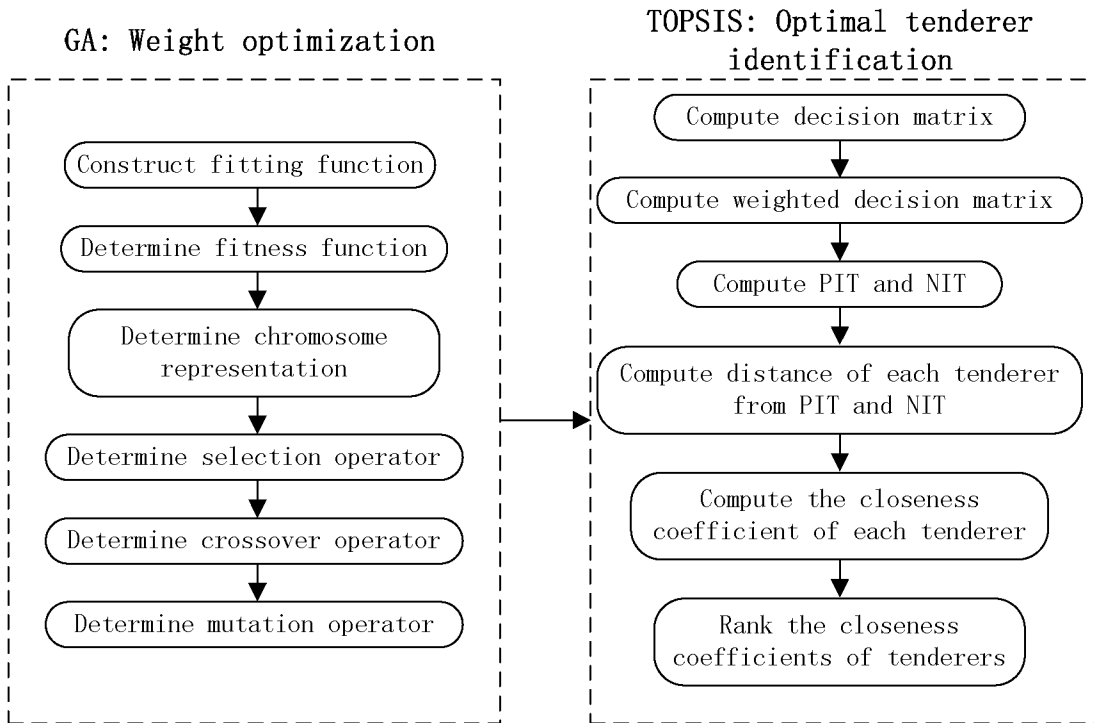 GA: Weight optimization
Construct fitting function
Determine fitness function
Determine chromosome
representation
Determine selection operator
Determine crossover operator
Determine mutation operator
TOPSIS: Optimal tenderer
identification
Compute decision matrix
Compute weighted decision matrix
Compute PIT and NIT
Compute distance of each tenderer
from PIT and NIT
Compute the closeness
coefficient of each tenderer
Rank the closeness
coefficients of tenderers